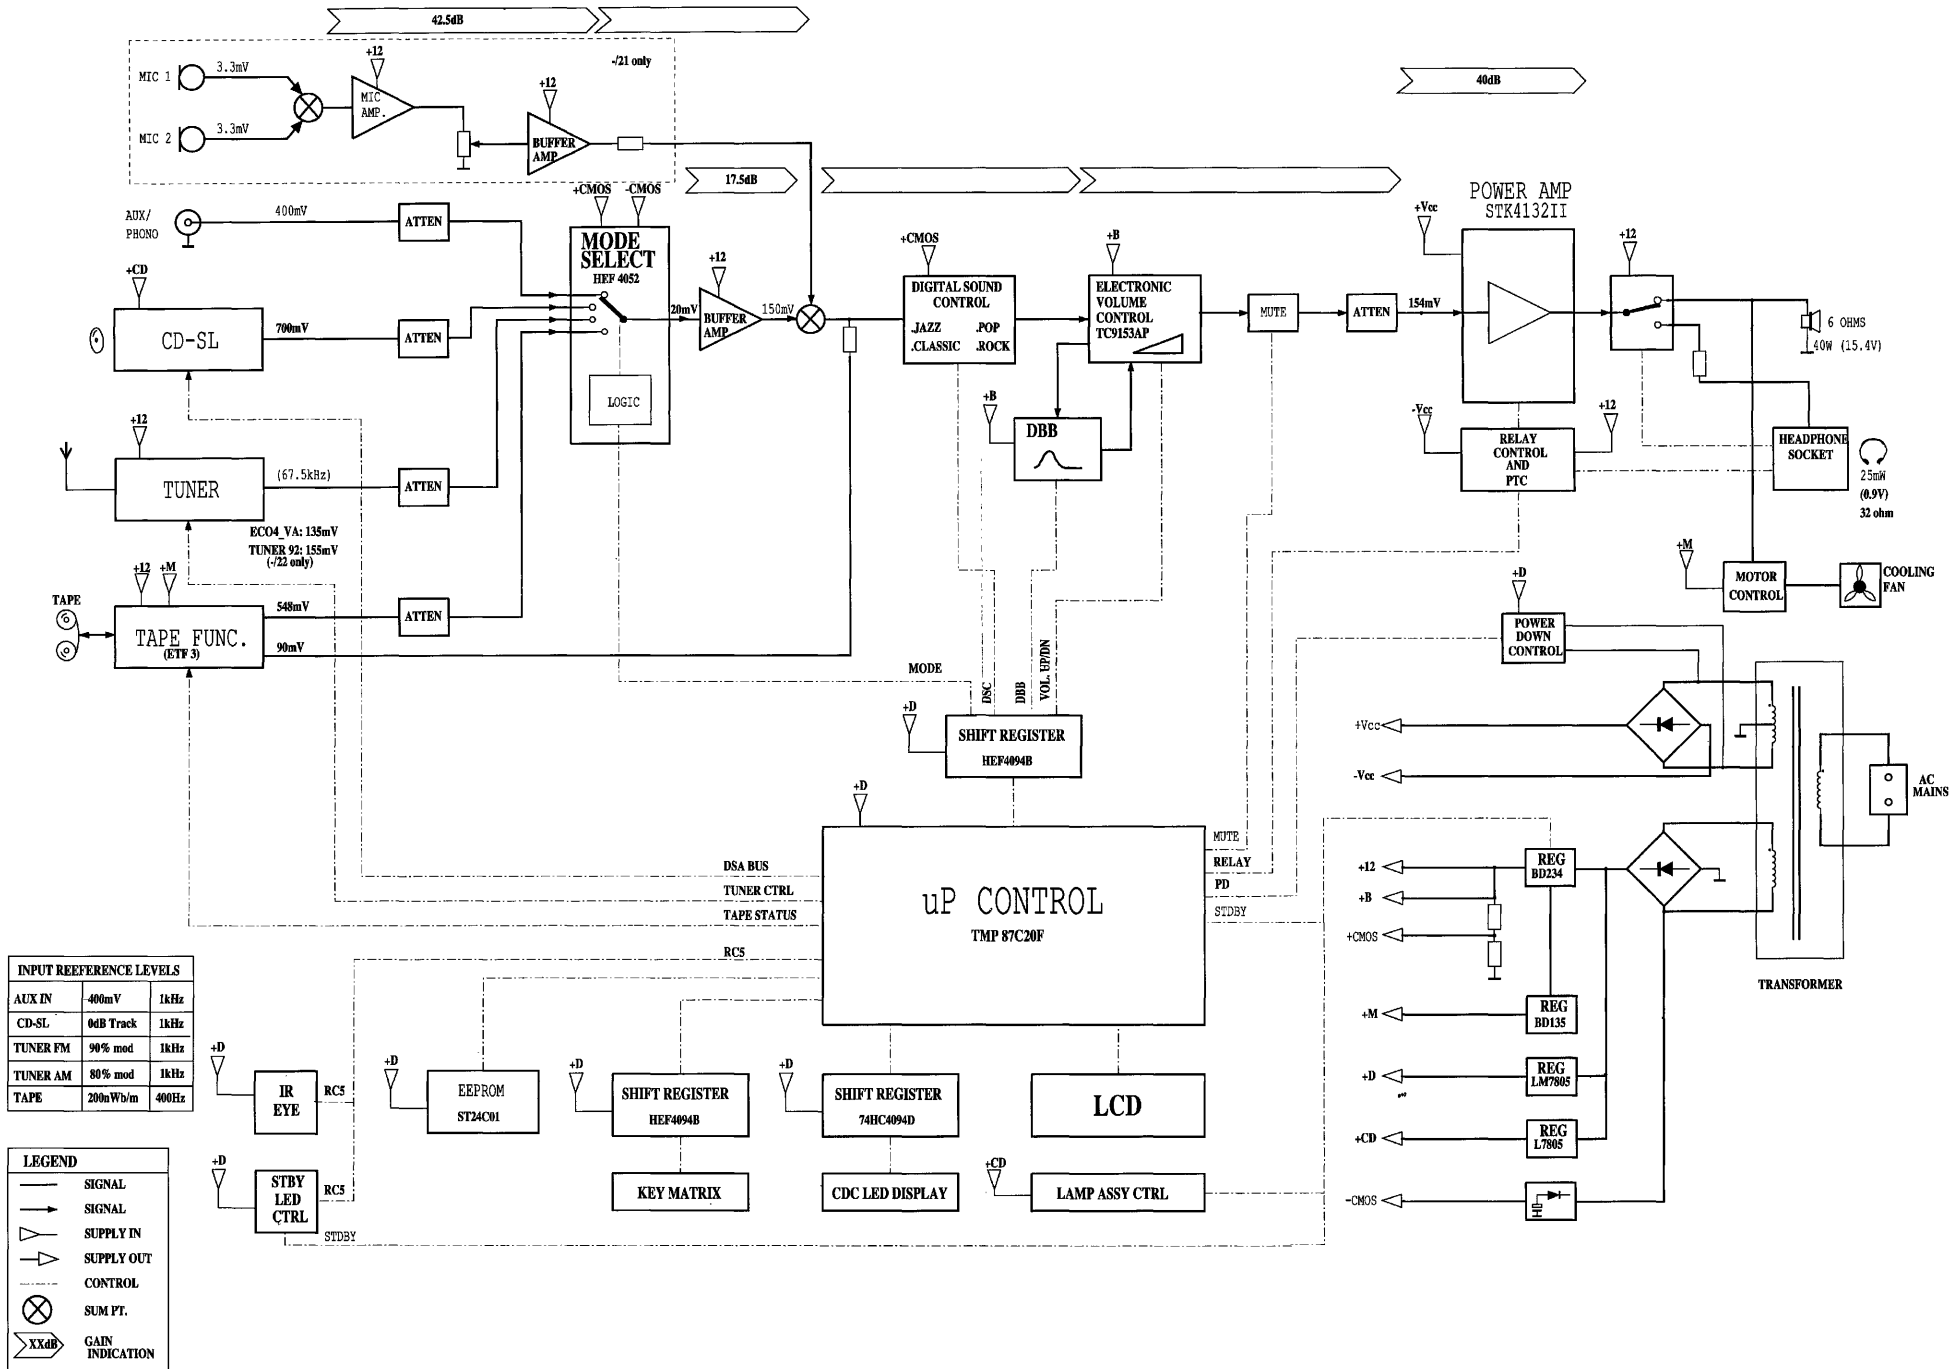 42.5dB
-/21 only
MIC 1
3.3mV
+12
MIC
AMP.
+12
BUFFER
AMP
MIC 2
3.3mV
40dB
17.5dB
AUX/
PHONO
400mV
ATTEN
+CMOS
-CMOS
MODE
SELECT
HEF 4052
LOGIC
+CD
CD-SL
700mV
ATTEN
+12
TUNER
(67.5kHz)
ATTEN
ECO4_VA: 135mV
TUNER 92: 155mV
(-/22 only)
TAPE
+12
+M
TAPE FUNC.
(ETF 3)
548mV
ATTEN
90mV
20mV
+12
BUFFER
AMP
150mV
+CMOS
DIGITAL SOUND
CONTROL
.JAZZ .POP
.CLASSIC .ROCK
+B
ELECTRONIC
VOLUME
CONTROL
TC9153AP
+B
DBB
MUTE
ATTEN
154mV
POWER AMP
STK4132II
+Vcc
+12
6 OHMS
40W (15.4V)
-Vcc
RELAY
CONTROL
AND
PTC
+12
HEADPHONE
SOCKET
25mW
(0.9V)
32 ohm
+M
MOTOR
CONTROL
COOLING
FAN
+D
POWER
DOWN
CONTROL
MODE
DSC
DBB
VOL. UP/DN
+D
SHIFT REGISTER
HEF4094B
+Vcc
-Vcc
AC
MAINS
TRANSFORMER
+D
uP CONTROL
TMP 87C20F
DSA BUS
TUNER CTRL
TAPE STATUS
RC5
MUTE
RELAY
PD
STDBY
+12
REG
BD234
+B
+CMOS
+M
REG
BD135
+D
REG
LM7805
+CD
REG
L7805
-CMOS
INPUT REEFERENCE LEVELS
AUX IN 400mV 1kHz
CD-SL 0dB Track 1kHz
TUNER FM 90% mod 1kHz
TUNER AM 80% mod 1kHz
TAPE 200nWb/m 400Hz
+D
IR
EYE
RC5
+D
EEPROM
ST24C01
+D
SHIFT REGISTER
HEF4094B
+D
SHIFT REGISTER
74HC4094D
LCD
+D
STBY
LED
CTRL
RC5
STDBY
KEY MATRIX
CDC LED DISPLAY
+CD
LAMP ASSY CTRL
LEGEND
SIGNAL
SIGNAL
SUPPLY IN
SUPPLY OUT
CONTROL
SUM PT.
XXdB GAIN
INDICATION